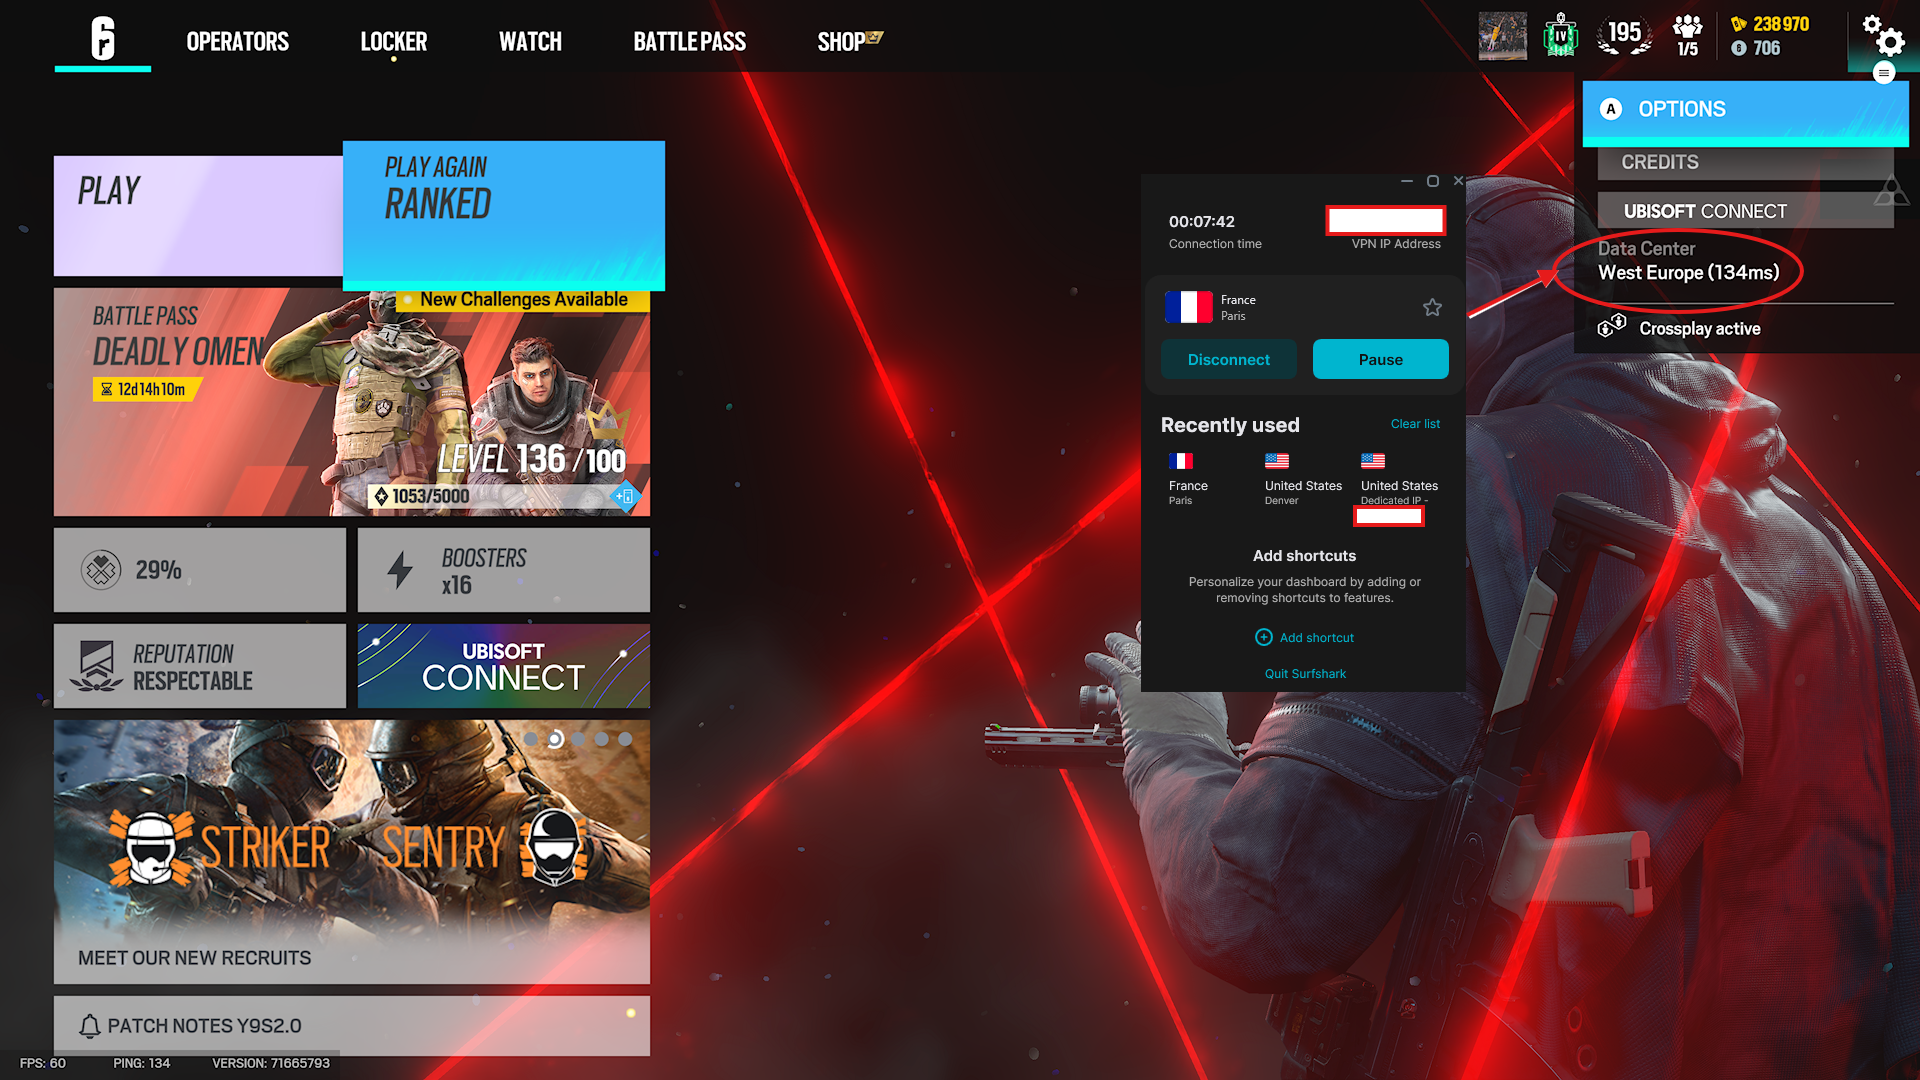 OPERATORS
LOCKER
WATCH
BATTLE PASS
SHOP
IV
195
1/5
238 970
706
A OPTIONS
CREDITS
UBISOFT CONNECT
Data Center
West Europe (134ms)
Crossplay active
PLAY
PLAY AGAIN
RANKED
New Challenges Available
BATTLE PASS
DEADLY OMEN
12d 14h 10m
LEVEL 136 /100
1053/5000
29%
BOOSTERS
x16
REPUTATION
RESPECTABLE
UBISOFT
CONNECT
STRIKER
SENTRY
MEET OUR NEW RECRUITS
PATCH NOTES Y9S2.0
FPS: 60
PING: 134
VERSION: 71665793
00:07:42
Connection time
VPN IP Address
France
Paris
Disconnect
Pause
Recently used
Clear list
France
Paris
United States
Denver
United States
Dedicated IP -
Add shortcuts
Personalize your dashboard by adding or
removing shortcuts to features.
Add shortcut
Quit Surfshark